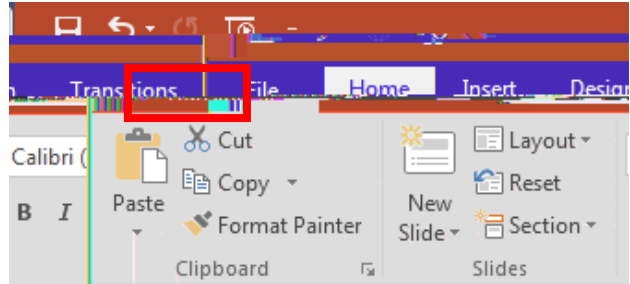 Transitions File Home Insert Design
Calibri ( Cut Layout
Copy Reset
B I Paste New
Format Painter Slide Section
Clipboard Slides